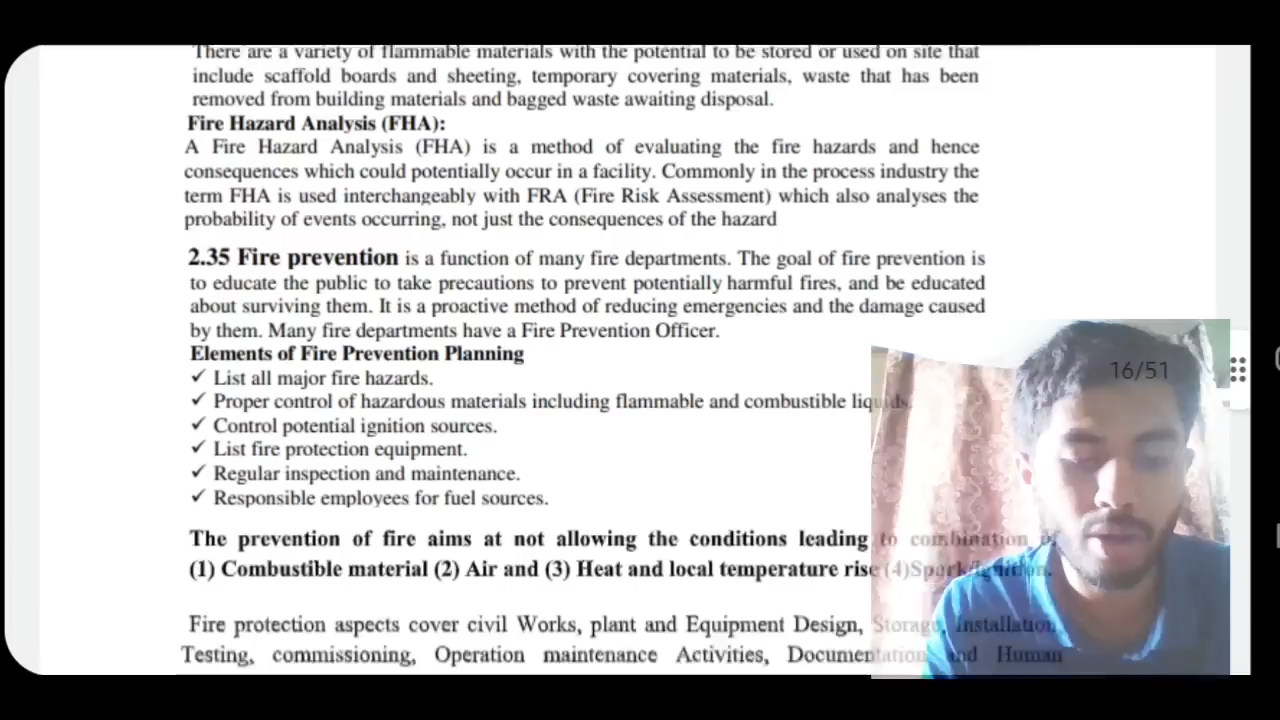 There are a variety of flammable materials with the potential to be stored or used on site that
include scaffold boards and sheeting, temporary covering materials, waste that has been
removed from building materials and bagged waste awaiting disposal.
Fire Hazard Analysis (FHA):
A Fire Hazard Analysis (FHA) is a method of evaluating the fire hazards and hence
consequences which could potentially occur in a facility. Commonly in the process industry the
term FHA is used interchangeably with FRA (Fire Risk Assessment) which also analyses the
probability of events occurring, not just the consequences of the hazard
2.35 Fire prevention is a function of many fire departments. The goal of fire prevention is
to educate the public to take precautions to prevent potentially harmful fires, and be educated
about surviving them. It is a proactive method of reducing emergencies and the damage caused
by them. Many fire departments have a Fire Prevention Officer.
Elements of Fire Prevention Planning
✓ List all major fire hazards.
16/51
✓ Proper control of hazardous materials including flammable and combustible liquids.
✓ Control potential ignition sources.
✓ List fire protection equipment.
✓ Regular inspection and maintenance.
✓ Responsible employees for fuel sources.
The prevention of fire aims at not allowing the conditions leading to combination of
(1) Combustible material (2) Air and (3) Heat and local temperature rise (4)Spark/ignition.
Fire protection aspects cover civil Works, plant and Equipment Design, Storage, Installation,
Testing, commissioning, Operation maintenance Activities, Documentation, and Human